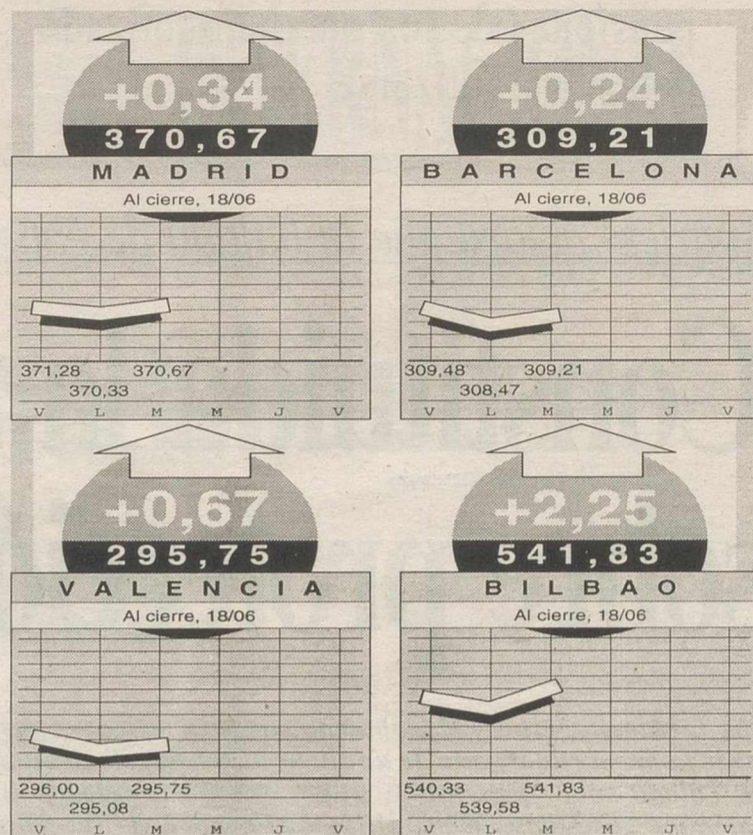 +0,34
370,67
MADRID
Al cierre, 18/06
371,28 370,67
370,33
V L M M J V
+0,24
309,21
BARCELONA
Al cierre, 18/06
309,48 309,21
308,47
V L M M J V
+0,67
295,75
VALENCIA
Al cierre, 18/06
296,00 295,75
295,08
V L M M J V
+2,25
541,83
BILBAO
Al cierre, 18/06
540,33 541,83
539,58
V L M M J V